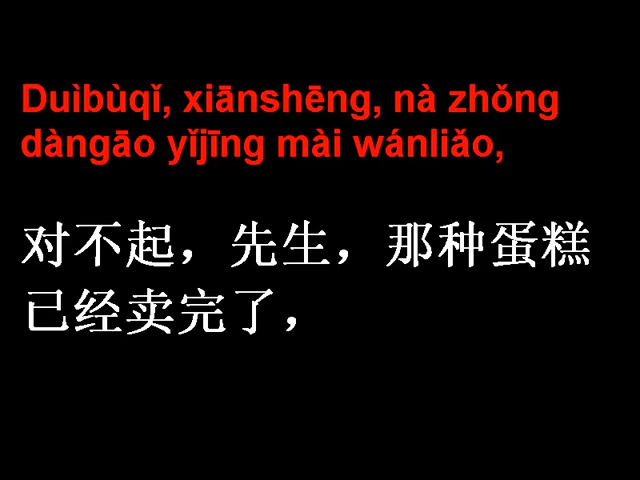 Duìbùqǐ, xiānshēng, nà zhǒng
dàngāo yǐjīng mài wánliǎo,
对不起，先生，那种蛋糕
已经卖完了，